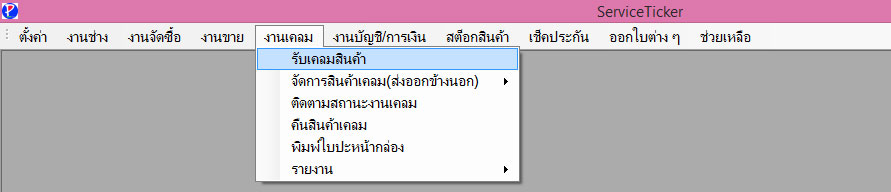 ServiceTicker
ตั้งค่า งานช่าง งานจัดซื้อ งานขาย งานเคลม งานบัญชี/การเงิน สต็อกสินค้า เช็คประกัน ออกใบต่าง ๆ ช่วยเหลือ
รับเคลมสินค้า
จัดการสินค้าเคลม(ส่งออกข้างนอก)
ติดตามสถานะงานเคลม
คืนสินค้าเคลม
พิมพ์ใบปะหน้ากล่อง
รายงาน